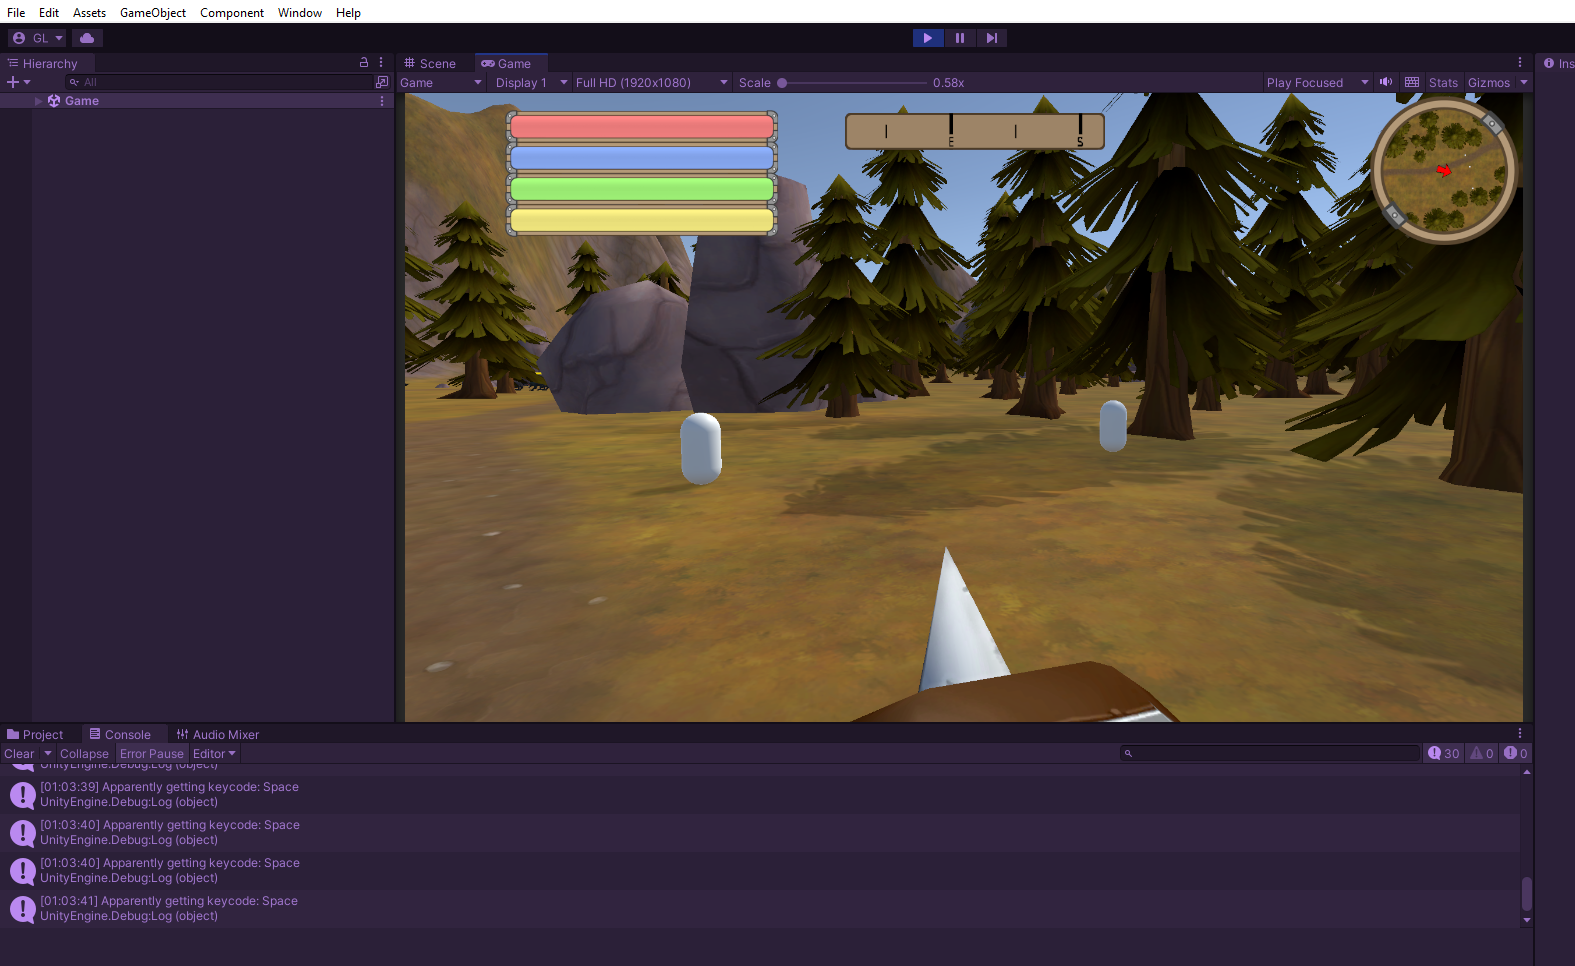 File Edit Assets GameObject Component Window Help
GL
Hierarchy
All
Game
Scene Game
Game Display 1 Full HD (1920x1080) Scale 0.58x Play Focused Stats Gizmos
Ins
E S
Project Console Audio Mixer
Clear Collapse Error Pause Editor 30 0 0
UnityEngine.Debug:Log (object)
[01:03:39] Apparently getting keycode: Space
UnityEngine.Debug:Log (object)
[01:03:40] Apparently getting keycode: Space
UnityEngine.Debug:Log (object)
[01:03:40] Apparently getting keycode: Space
UnityEngine.Debug:Log (object)
[01:03:41] Apparently getting keycode: Space
UnityEngine.Debug:Log (object)